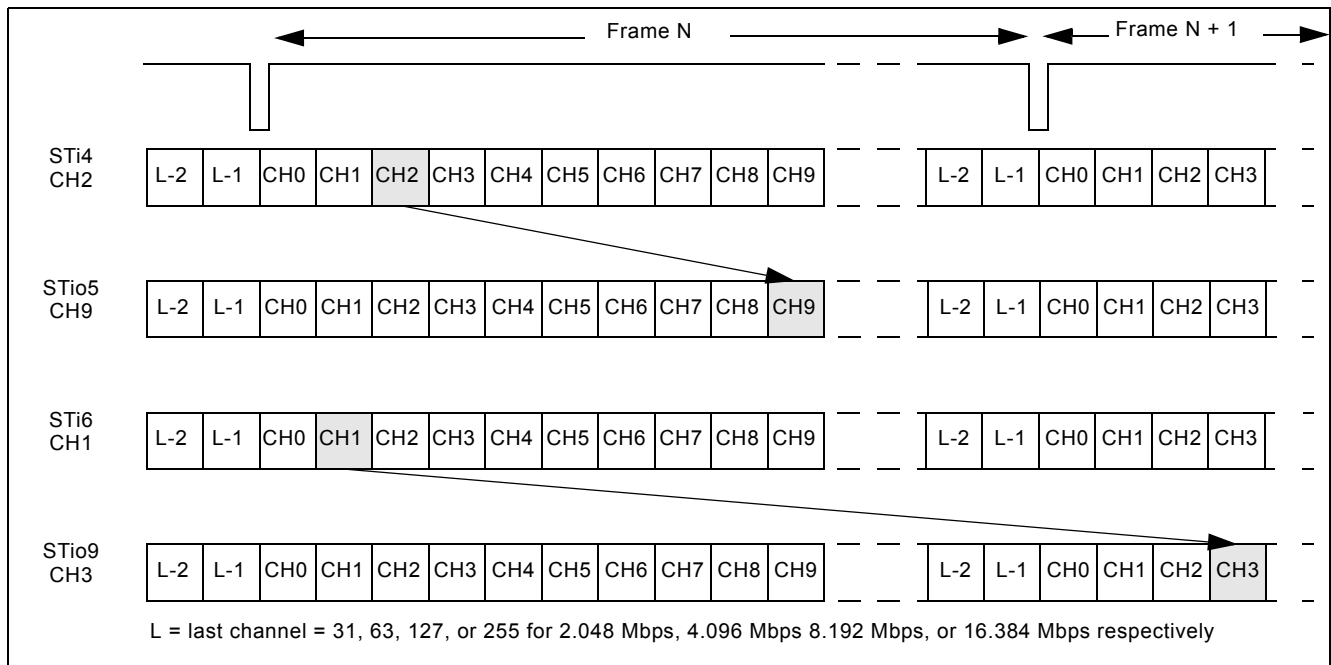 Frame N
Frame N + 1
STi4
CH2
L-2 L-1 CH0 CH1 CH2 CH3 CH4 CH5 CH6 CH7 CH8 CH9 L-2 L-1 CH0 CH1 CH2 CH3
STio5
CH9
L-2 L-1 CH0 CH1 CH2 CH3 CH4 CH5 CH6 CH7 CH8 CH9 L-2 L-1 CH0 CH1 CH2 CH3
STi6
CH1
L-2 L-1 CH0 CH1 CH2 CH3 CH4 CH5 CH6 CH7 CH8 CH9 L-2 L-1 CH0 CH1 CH2 CH3
STio9
CH3
L-2 L-1 CH0 CH1 CH2 CH3 CH4 CH5 CH6 CH7 CH8 CH9 L-2 L-1 CH0 CH1 CH2 CH3
L = last channel = 31, 63, 127, or 255 for 2.048 Mbps, 4.096 Mbps 8.192 Mbps, or 16.384 Mbps respectively